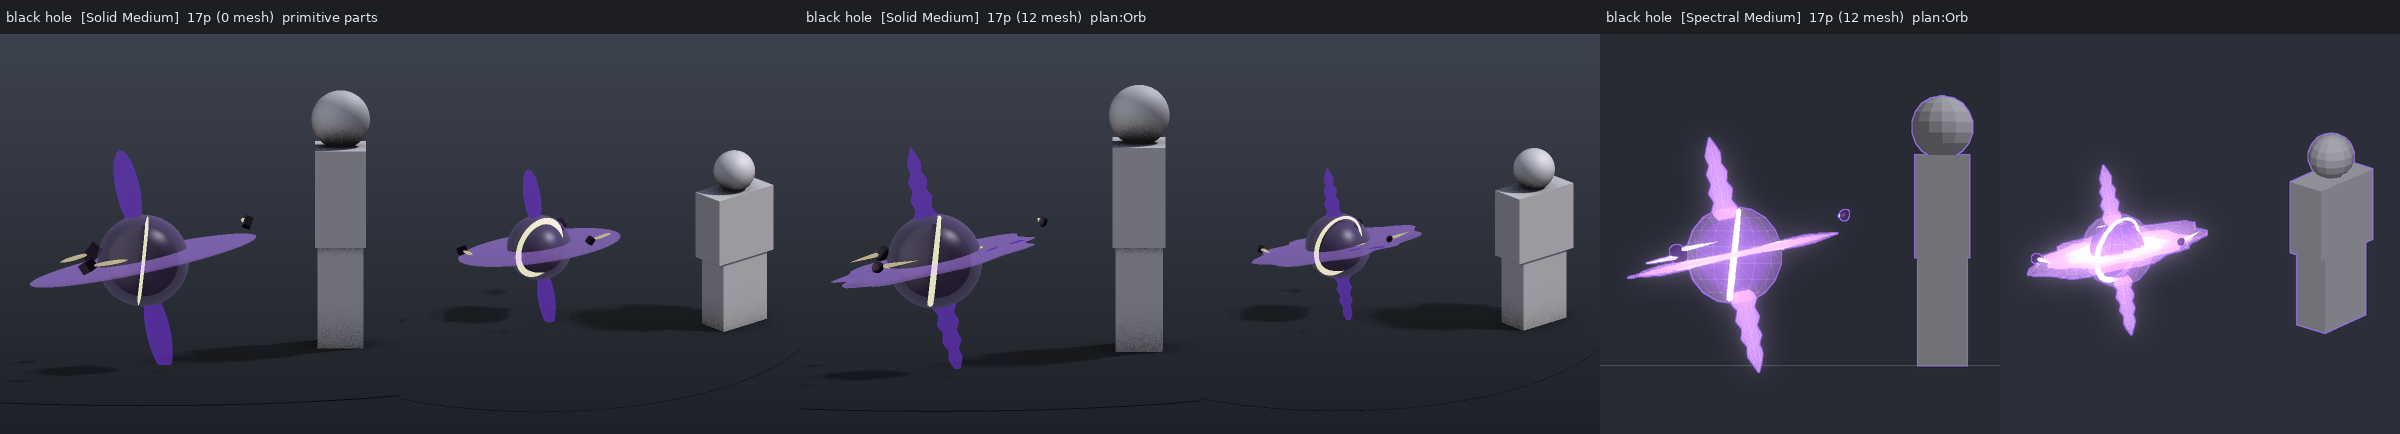 black hole  [Solid Medium]  17p (0 mesh)  primitive parts
black hole  [Solid Medium]  17p (12 mesh)  plan:Orb
black hole  [Spectral Medium]  17p (12 mesh)  plan:Orb